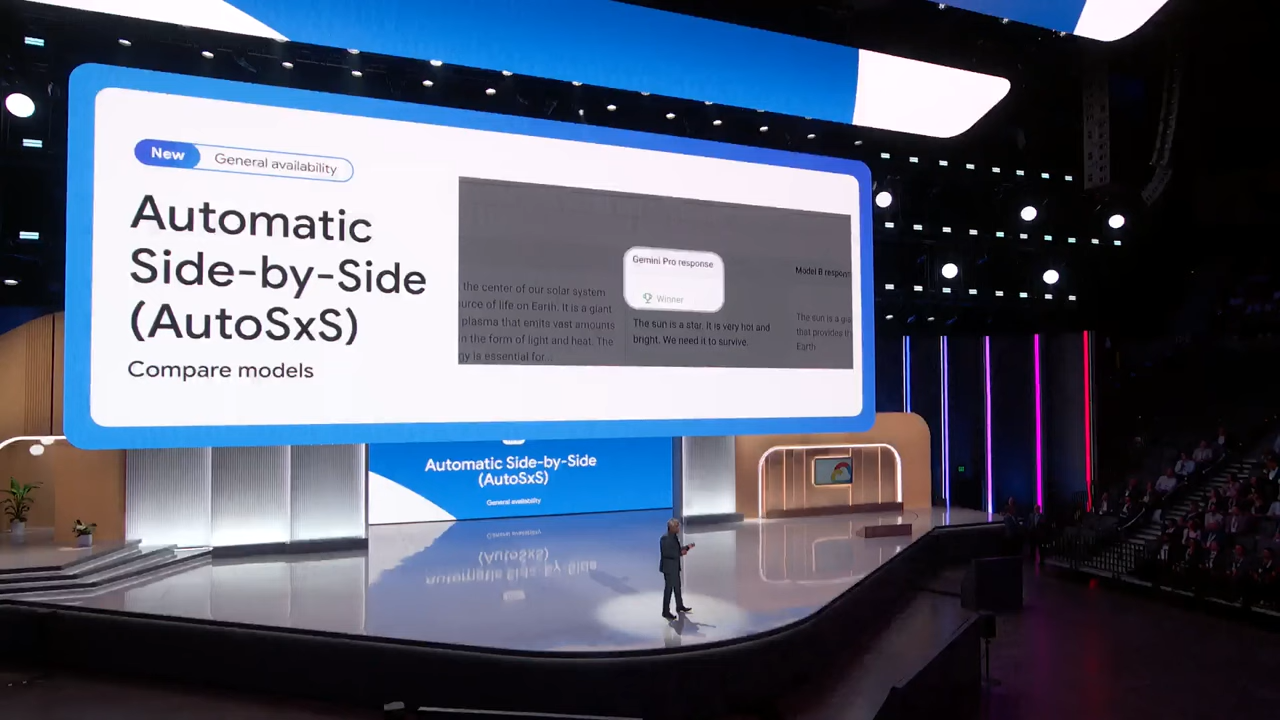 New
General availability
Automatic
Side-by-Side
(AutoSxS)
Compare models
the center of our solar system
urce of life on Earth. It is a giant
plasma that emits vast amounts
n the form of light and heat. The
gy is essential for...
Gemini Pro response
Winner
The sun is a star. It is very hot and
bright. We need it to survive.
Model B respon
The sun is a gia
that provides
Earth
Automatic Side-by-Side
(AutoSxS)
General availability